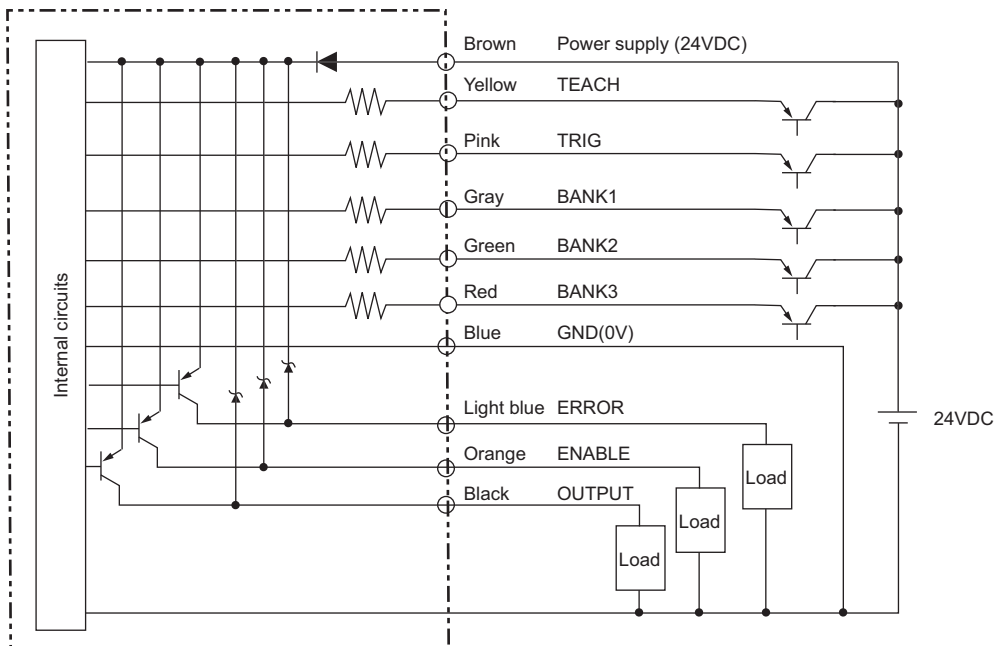 Brown Power supply (24VDC)
Yellow TEACH
Pink TRIG
Gray BANK1
Green BANK2
Red BANK3
Blue GND(0V)
Internal circuits
Light blue ERROR
24VDC
Orange ENABLE
Load
Black OUTPUT
Load
Load